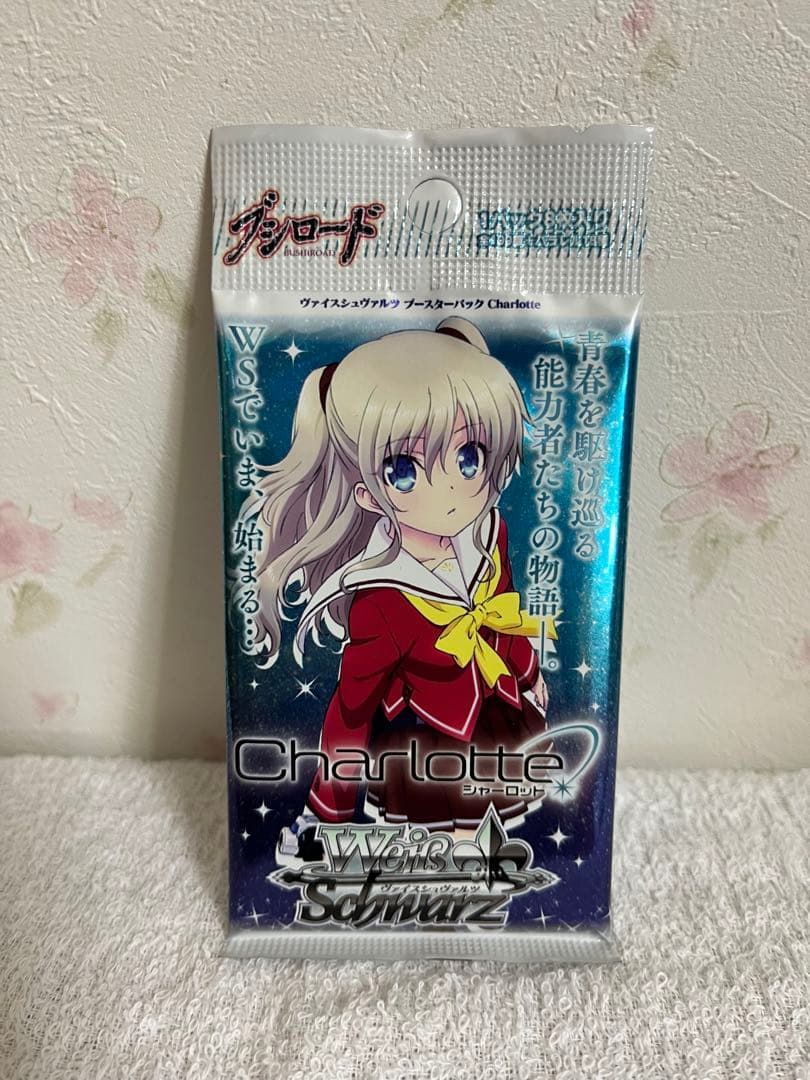 ブシロード
BUSHIROAD
ヴァイスシュヴァルツ ブースターパック Charlotte
青春を駆け巡る
能力者たちの物語―。
WSでいま、始まる…
Charlotte
シャーロット
Weiß
ヴァイスシュヴァルツ
Schwarz